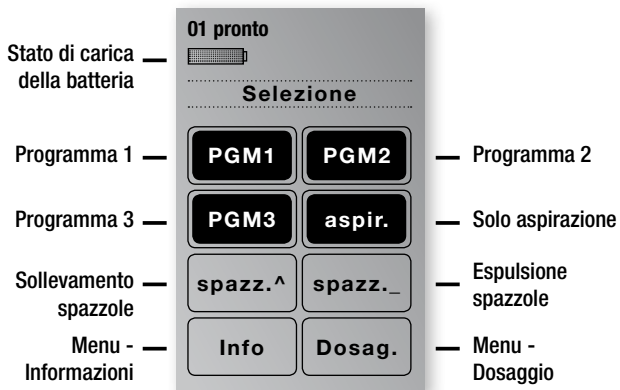 01 pronto
Stato di carica
della batteria
Selezione
Programma 1
PGM1
PGM2
Programma 2
Programma 3
PGM3
aspir.
Solo aspirazione
Sollevamento
spazzole
spazz.^
spazz._
Espulsione
spazzole
Menu -
Informazioni
Info
Dosag.
Menu -
Dosaggio